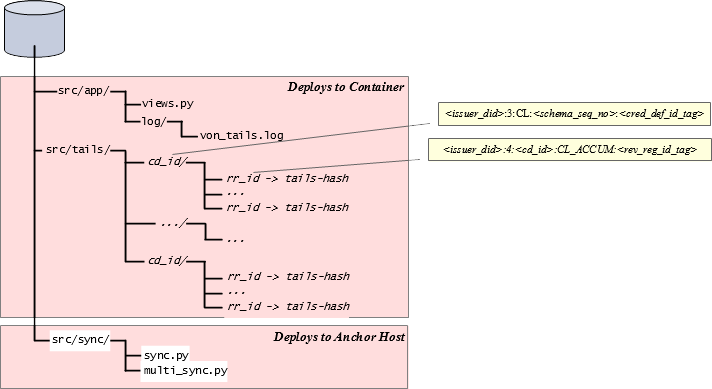 Deploys to Container
src/app/
views.py
log/
von_tails.log
<issuer_did>:3:CL:<schema_seq_no>:<cred_def_id_tag>
<issuer_did>:4:<cd_id>:CL_ACCUM:<rev_reg_id_tag>
src/tails/
cd_id/
rr_id -> tails-hash
...
rr_id -> tails-hash
.../
...
cd_id/
rr_id -> tails-hash
...
rr_id -> tails-hash
Deploys to Anchor Host
src/sync/
sync.py
multi_sync.py